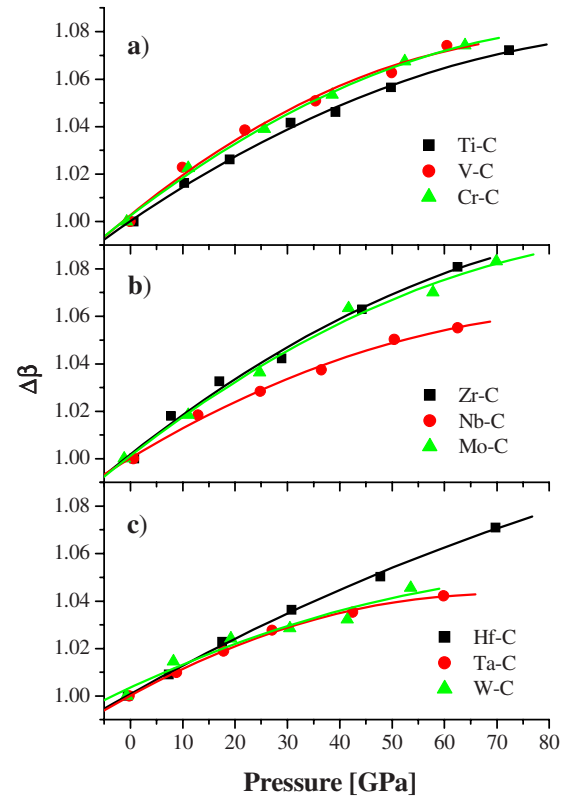 a)
1.08
1.06
1.04
1.02
1.00
Ti-C
V-C
Cr-C
b)
1.08
1.06
1.04
1.02
1.00
Zr-C
Nb-C
Mo-C
Δβ
c)
1.08
1.06
1.04
1.02
1.00
Hf-C
Ta-C
W-C
0 10 20 30 40 50 60 70 80
Pressure [GPa]